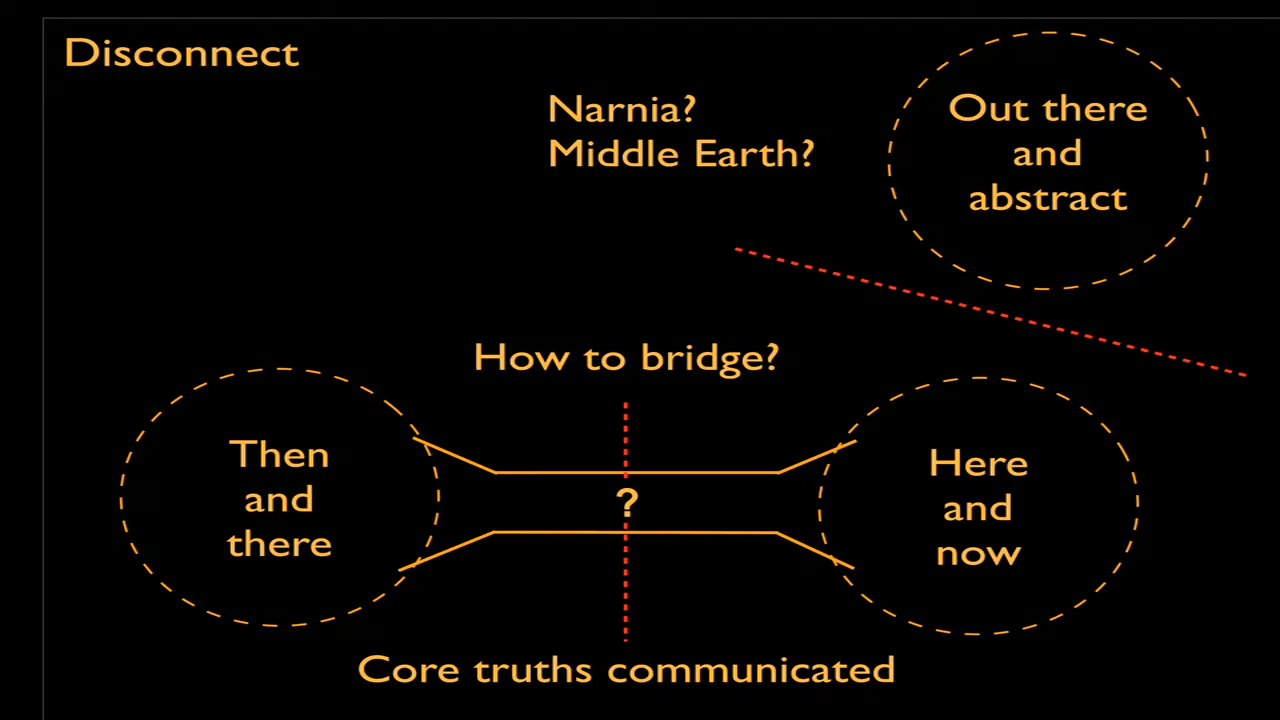 Disconnect
Narnia?
Middle Earth?
Out there
and
abstract
How to bridge?
Then
and
there
?
Here
and
now
Core truths communicated